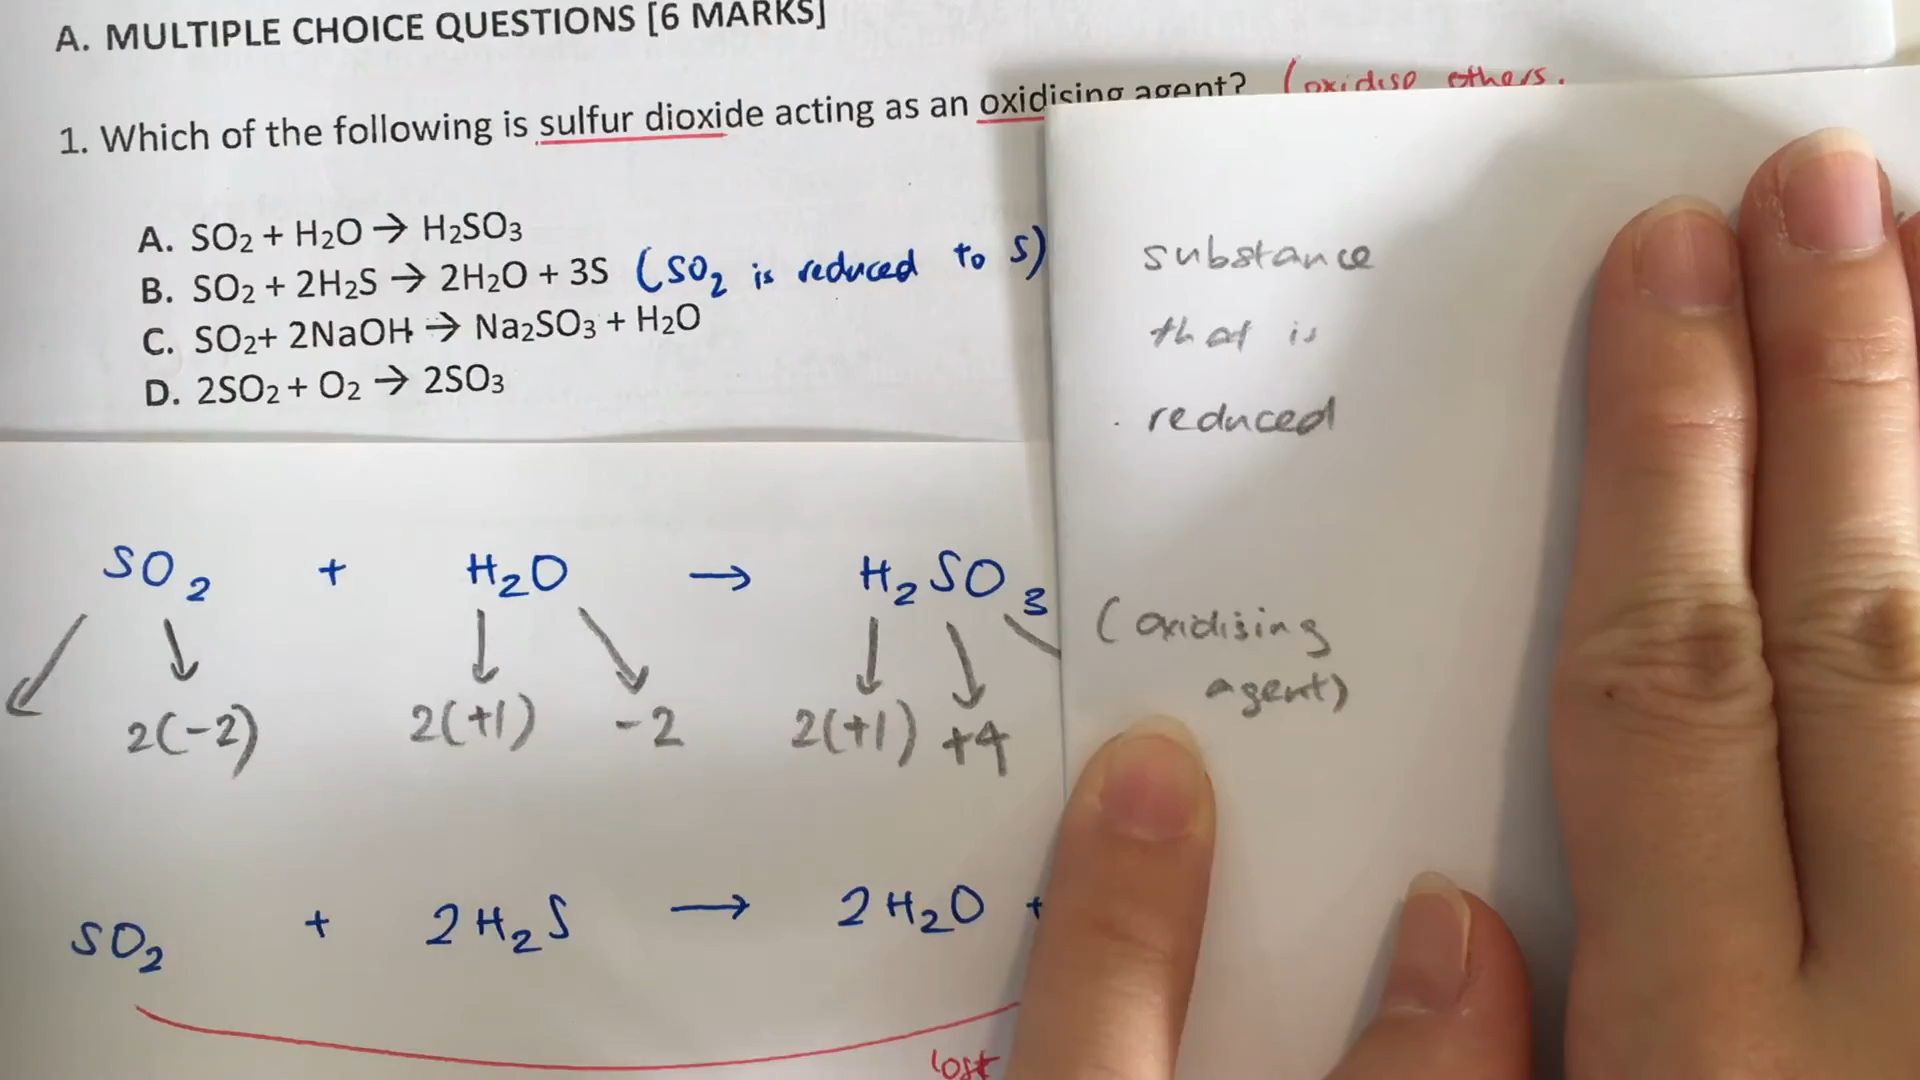 A. MULTIPLE CHOICE QUESTIONS [6 MARKS]
1. Which of the following is sulfur dioxide acting as an oxidising agent? (oxidise others.
A. SO2 + H2O → H2SO3
B. SO2 + 2H2S → 2H2O + 3S (SO2 is reduced to S)
C. SO2+ 2NaOH → Na2SO3 + H2O
D. 2SO2 + O2 → 2SO3
substance
that is
reduced
(oxidising
agent)
SO2 + H2O → H2SO3
2(-2) 2(+1) -2 2(+1) +4
SO2 + 2H2S → 2H2O +
lost